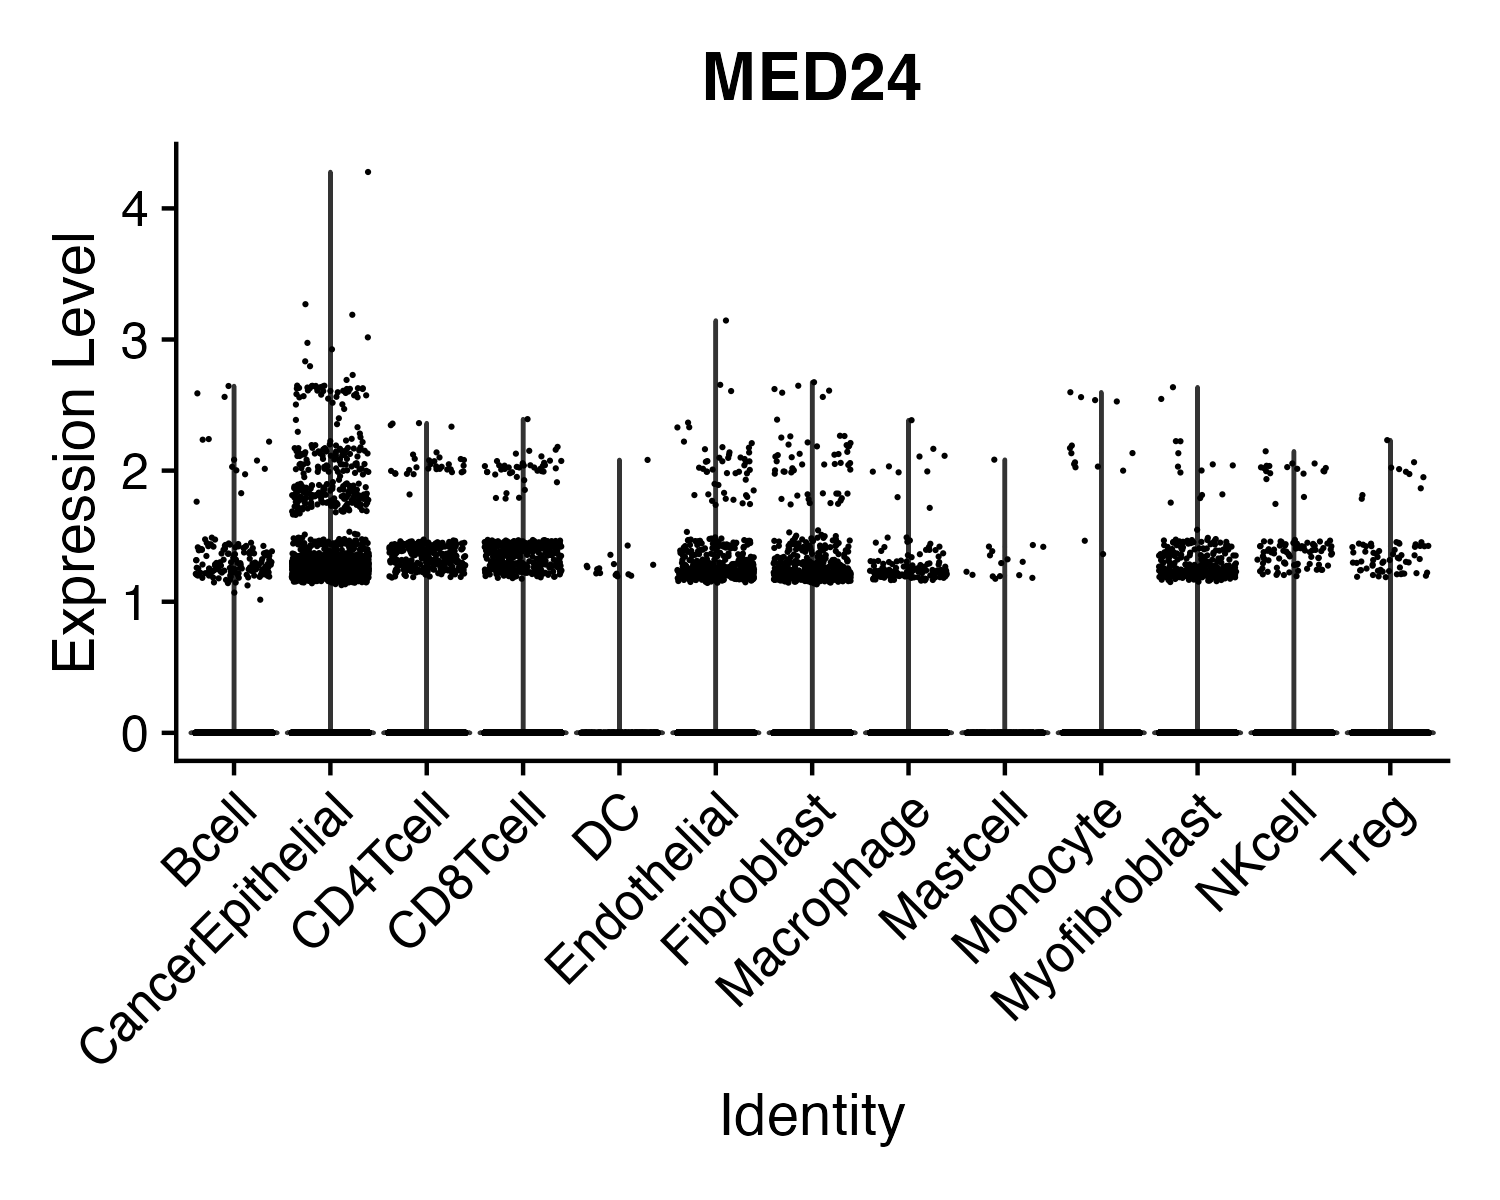 MED24
Expression Level
4
3
2
1
0
Bcell
CancerEpithelial
CD4Tcell
CD8Tcell
DC
Endothelial
Fibroblast
Macrophage
Mastcell
Monocyte
Myofibroblast
NKcell
Treg
Identity